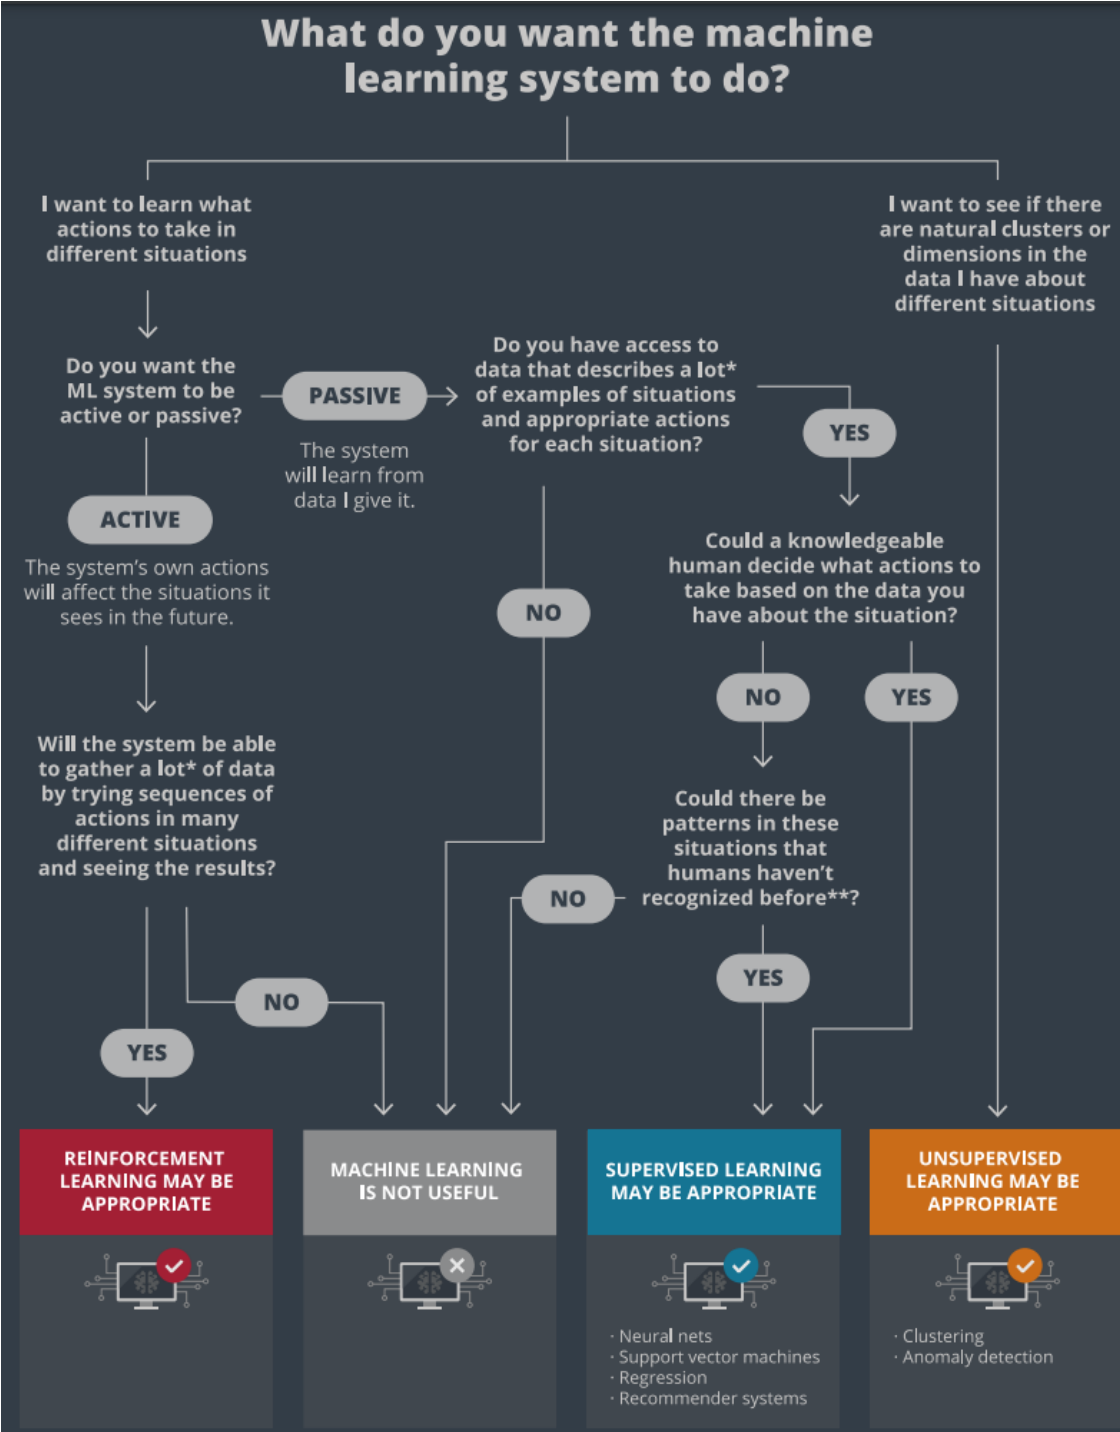 What do you want the machine
learning system to do?
I want to learn what
actions to take in
different situations
I want to see if there
are natural clusters or
dimensions in the
data I have about
different situations
Do you want the
ML system to be
active or passive?
PASSIVE
The system
will learn from
data I give it.
Do you have access to
data that describes a lot*
of examples of situations
and appropriate actions
for each situation?
YES
ACTIVE
The system's own actions
will affect the situations it
sees in the future.
NO
Could a knowledgeable
human decide what actions to
take based on the data you
have about the situation?
NO
YES
Will the system be able
to gather a lot* of data
by trying sequences of
actions in many
different situations
and seeing the results?
Could there be
patterns in these
situations that
humans haven't
recognized before**?
NO
YES
NO
YES
REINFORCEMENT
LEARNING MAY BE
APPROPRIATE
MACHINE LEARNING
IS NOT USEFUL
SUPERVISED LEARNING
MAY BE APPROPRIATE
· Neural nets
· Support vector machines
· Regression
· Recommender systems
UNSUPERVISED
LEARNING MAY BE
APPROPRIATE
· Clustering
· Anomaly detection